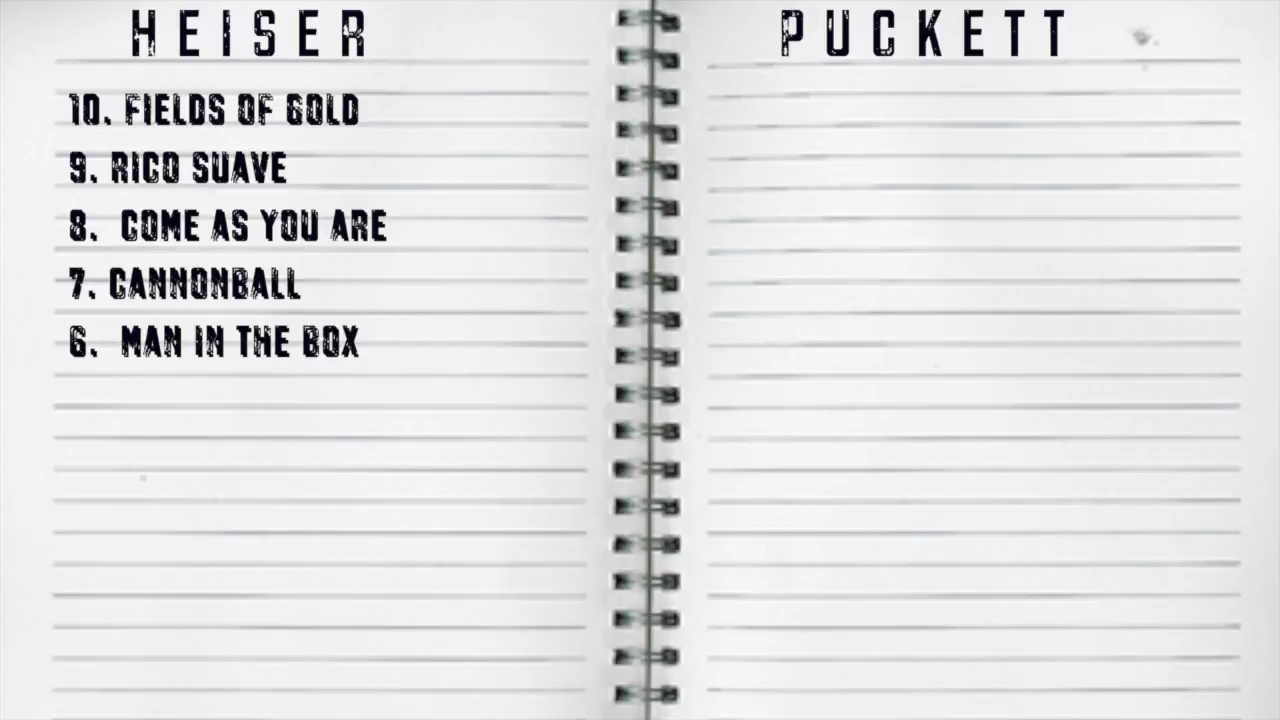 HEISER
PUCKETT
10. FIELDS OF GOLD
9. RICO SUAVE
8. COME AS YOU ARE
7. CANNONBALL
6. MAN IN THE BOX